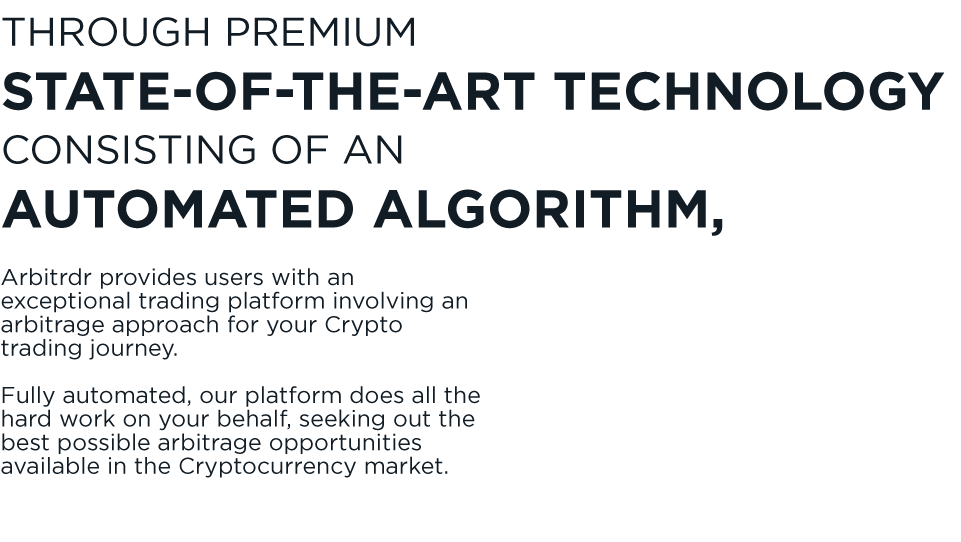 THROUGH PREMIUM
STATE-OF-THE-ART TECHNOLOGY
CONSISTING OF AN
AUTOMATED ALGORITHM,
Arbitrdr provides users with an
exceptional trading platform involving an
arbitrage approach for your Crypto
trading journey.
Fully automated, our platform does all the
hard work on your behalf, seeking out the
best possible arbitrage opportunities
available in the Cryptocurrency market.